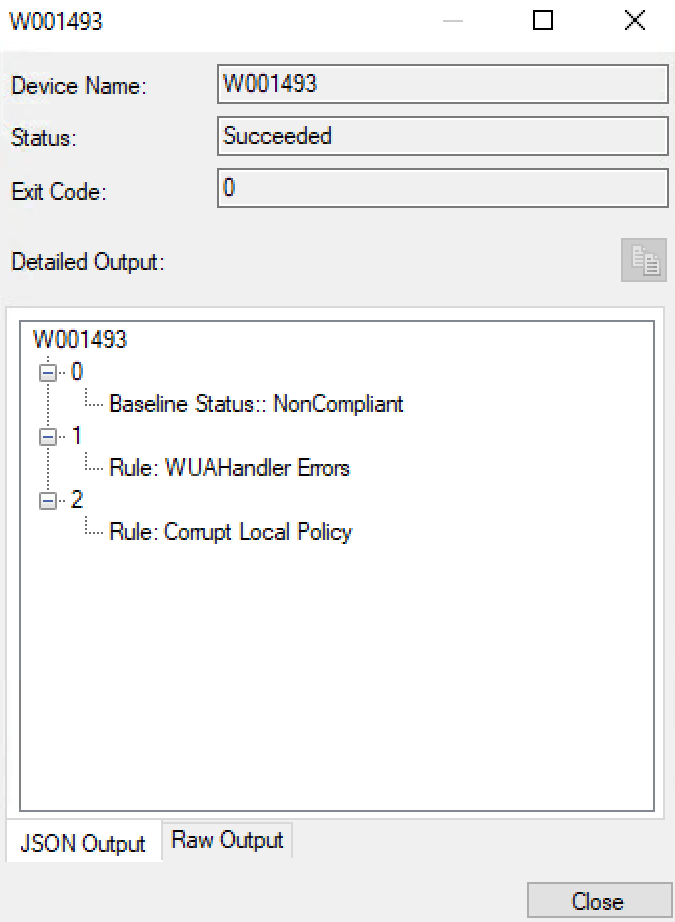 W001493
Device Name: W001493
Status: Succeeded
Exit Code: 0
Detailed Output:
W001493
0
Baseline Status:: NonCompliant
1
Rule: WUAHandler Errors
2
Rule: Corrupt Local Policy
JSON Output Raw Output
Close